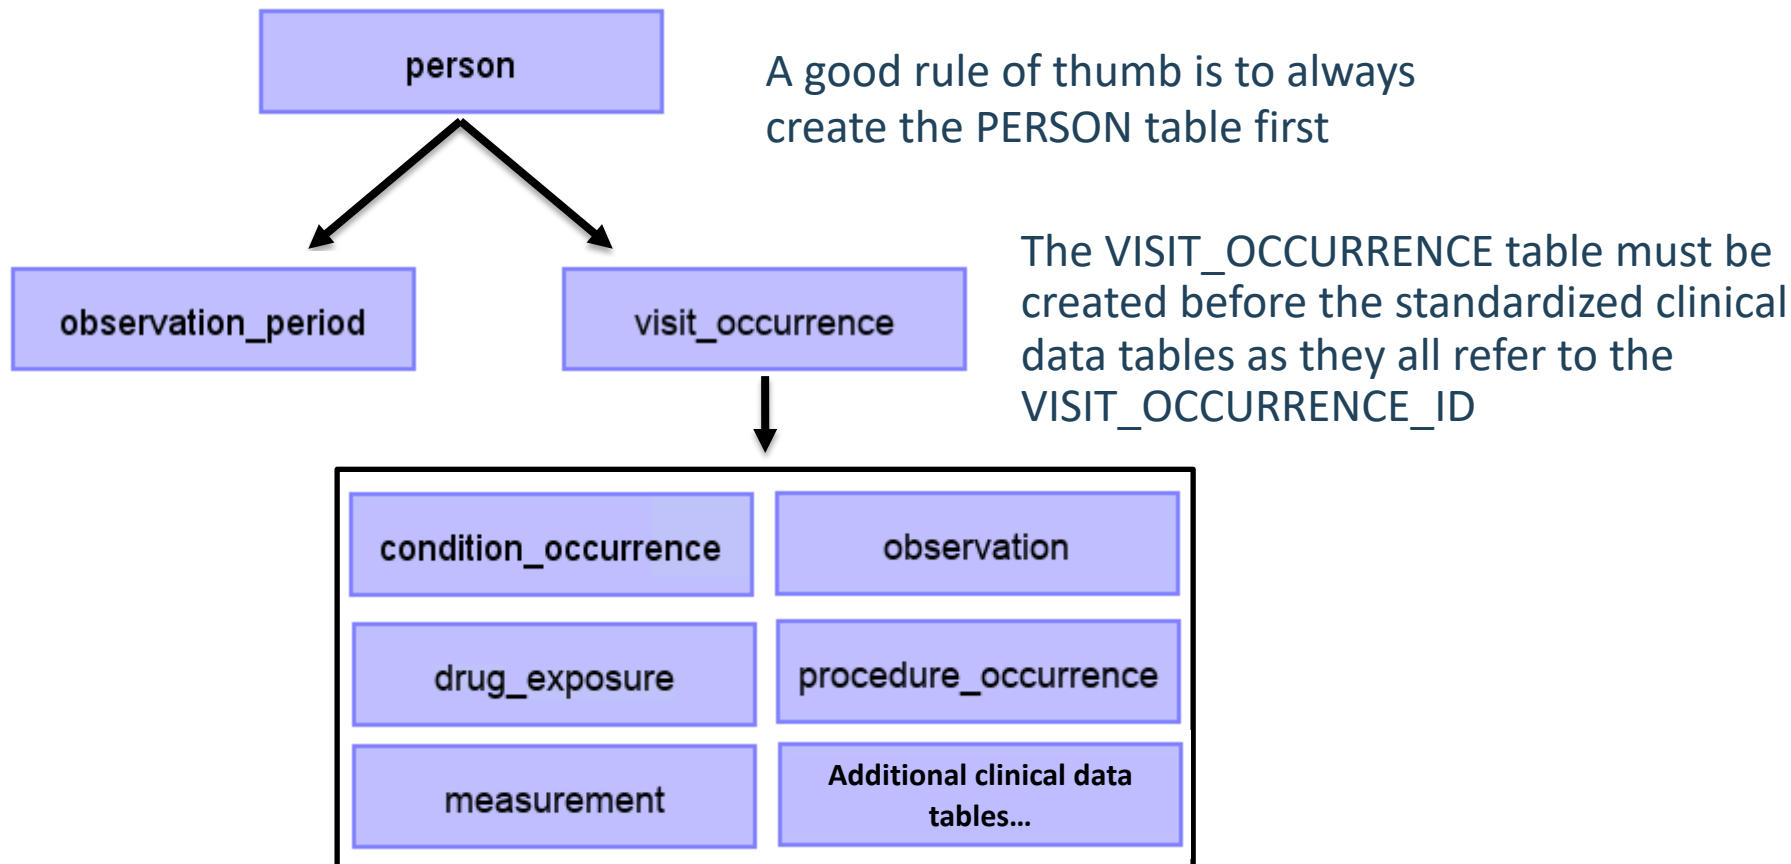 person
A good rule of thumb is to always
create the PERSON table first
observation_period
visit_occurrence
The VISIT_OCCURRENCE table must be
created before the standardized clinical
data tables as they all refer to the
VISIT_OCCURRENCE_ID
condition_occurrence
observation
drug_exposure
procedure_occurrence
measurement
Additional clinical data
tables…